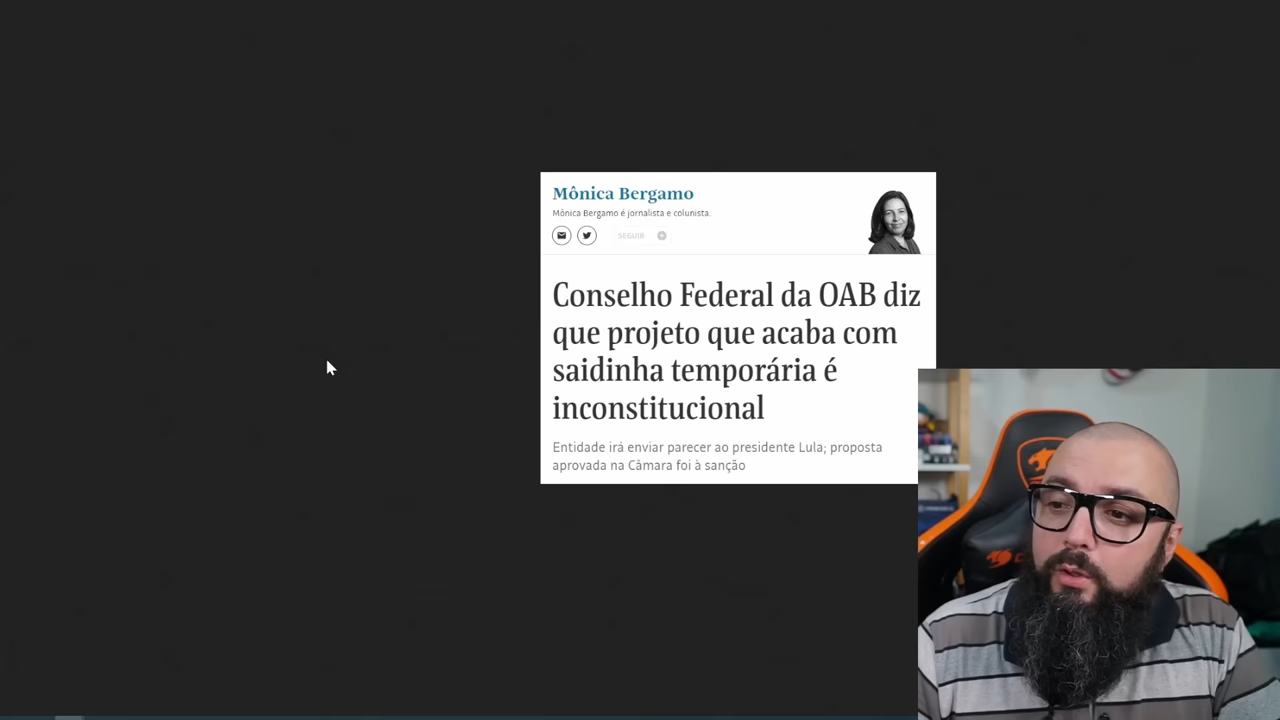 Mônica Bergamo
Mônica Bergamo é jornalista e colunista.
SEGUIR
Conselho Federal da OAB diz
que projeto que acaba com
saidinha temporária é
inconstitucional
Entidade irá enviar parecer ao presidente Lula; proposta
aprovada na Câmara foi à sanção